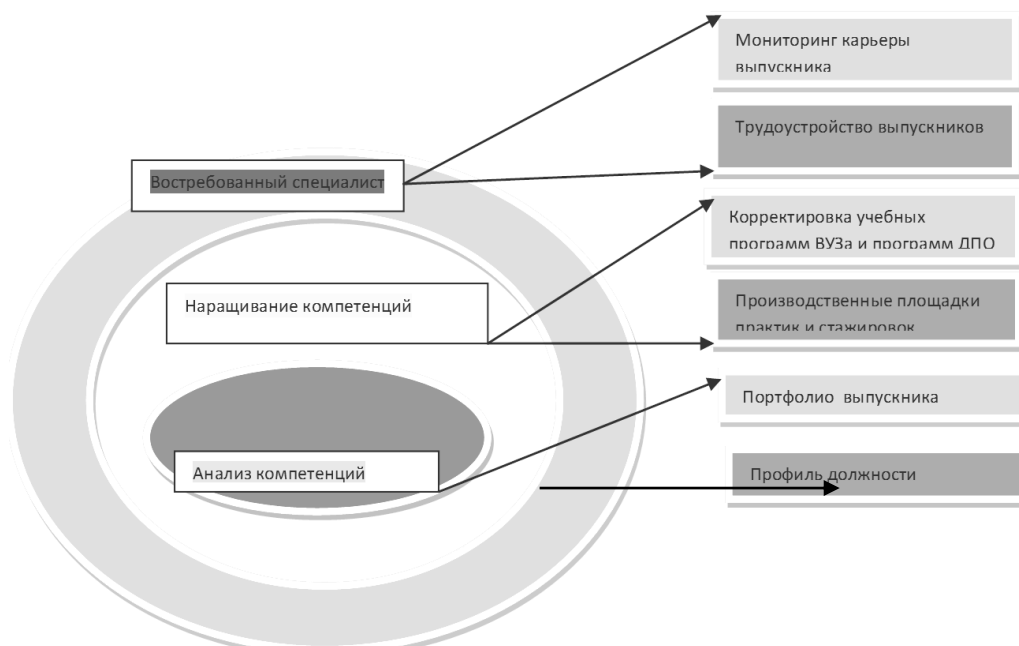 Мониторинг карьеры
выпускника
Трудоустройство выпускников
Востребованный специалист
Корректировка учебных
программ ВУЗа и программ ДПО
Наращивание компетенций
Производственные площадки
практик и стажировок
Портфолио выпускника
Анализ компетенций
Профиль должности